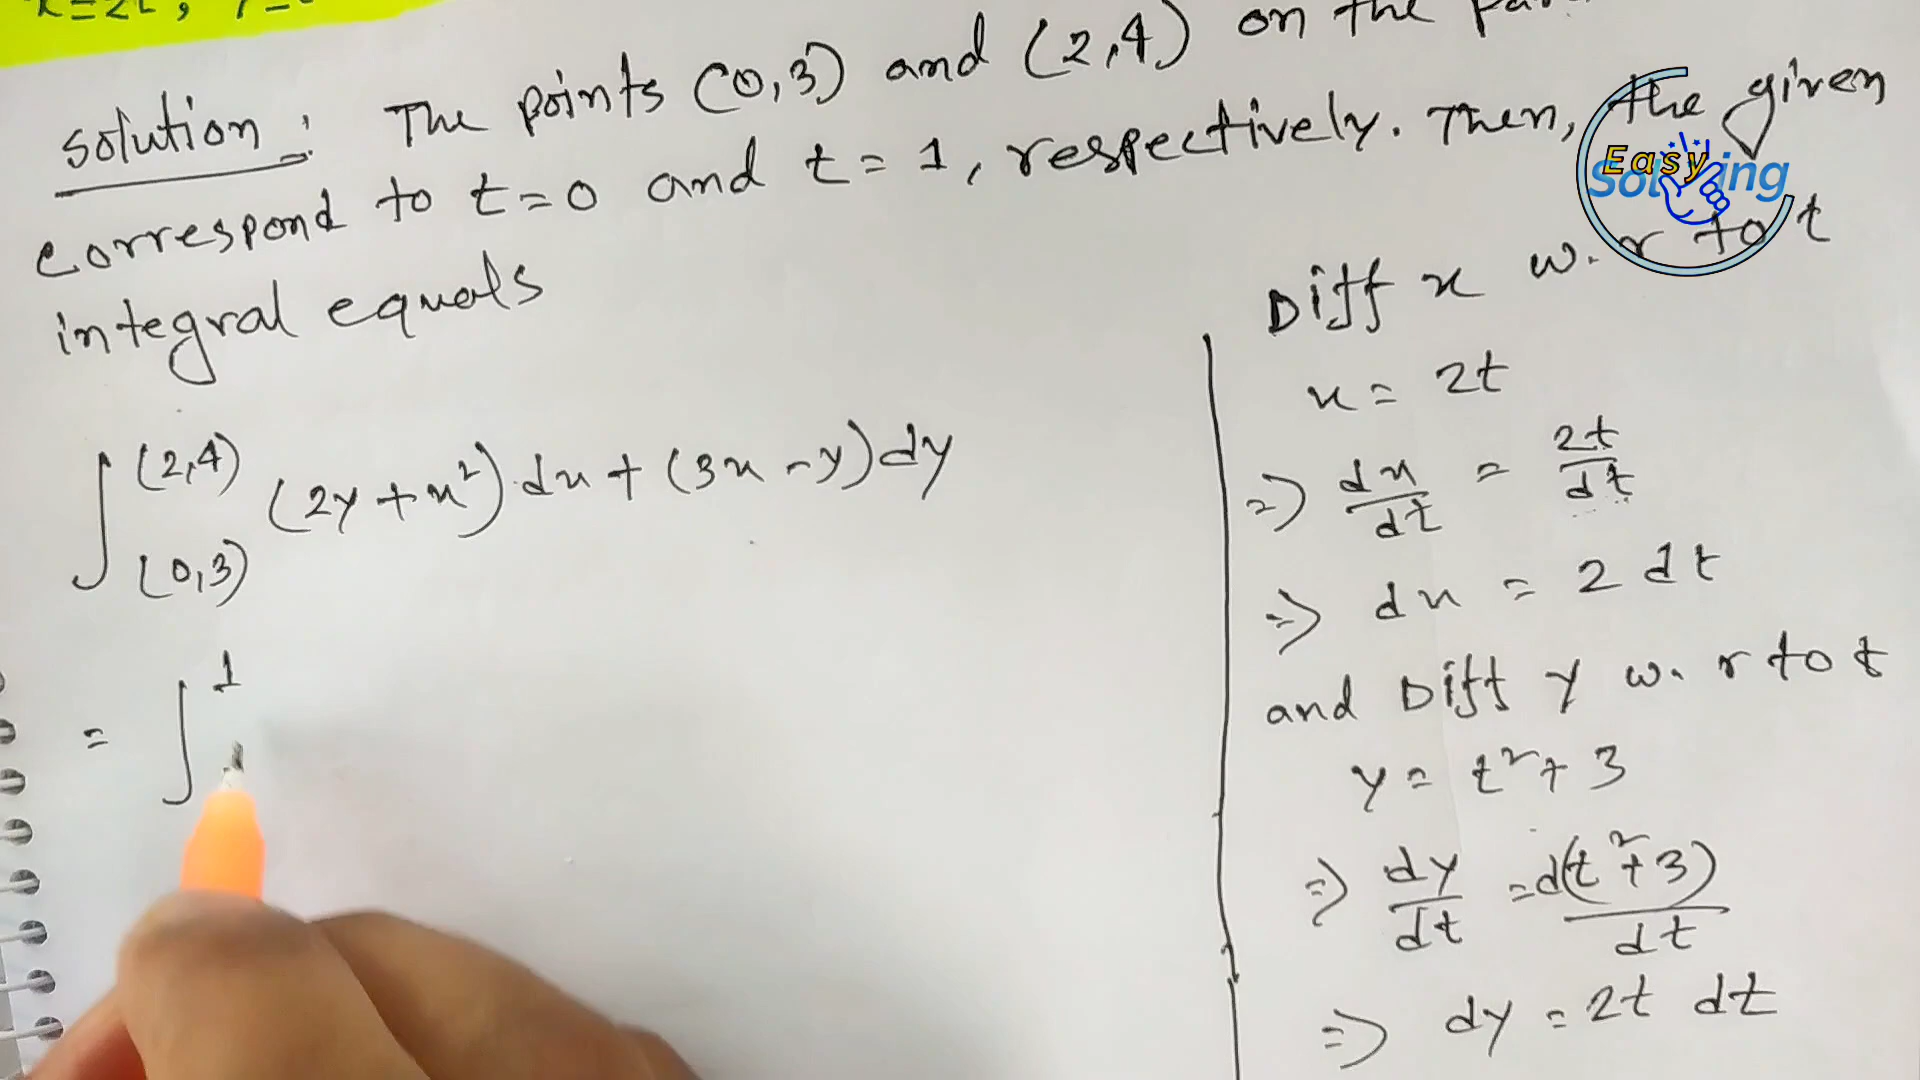 x=2t,
solution: The points (0,3) and (2,4) on the
correspond to t=0 and t=1, respectively. Then, the given
integral equals
∫ (2,4) (0,3) (2y+x²) dx+(3x-y)dy
= ∫ 1
Diff x w.r to t
x= 2t
=> dx/dt = 2t/dt
=> dx = 2 dt
and Diff y w.r to t
y= t²+3
=> dy/dt = d(t²+3)/dt
=> dy = 2t dt
Easy
Solving